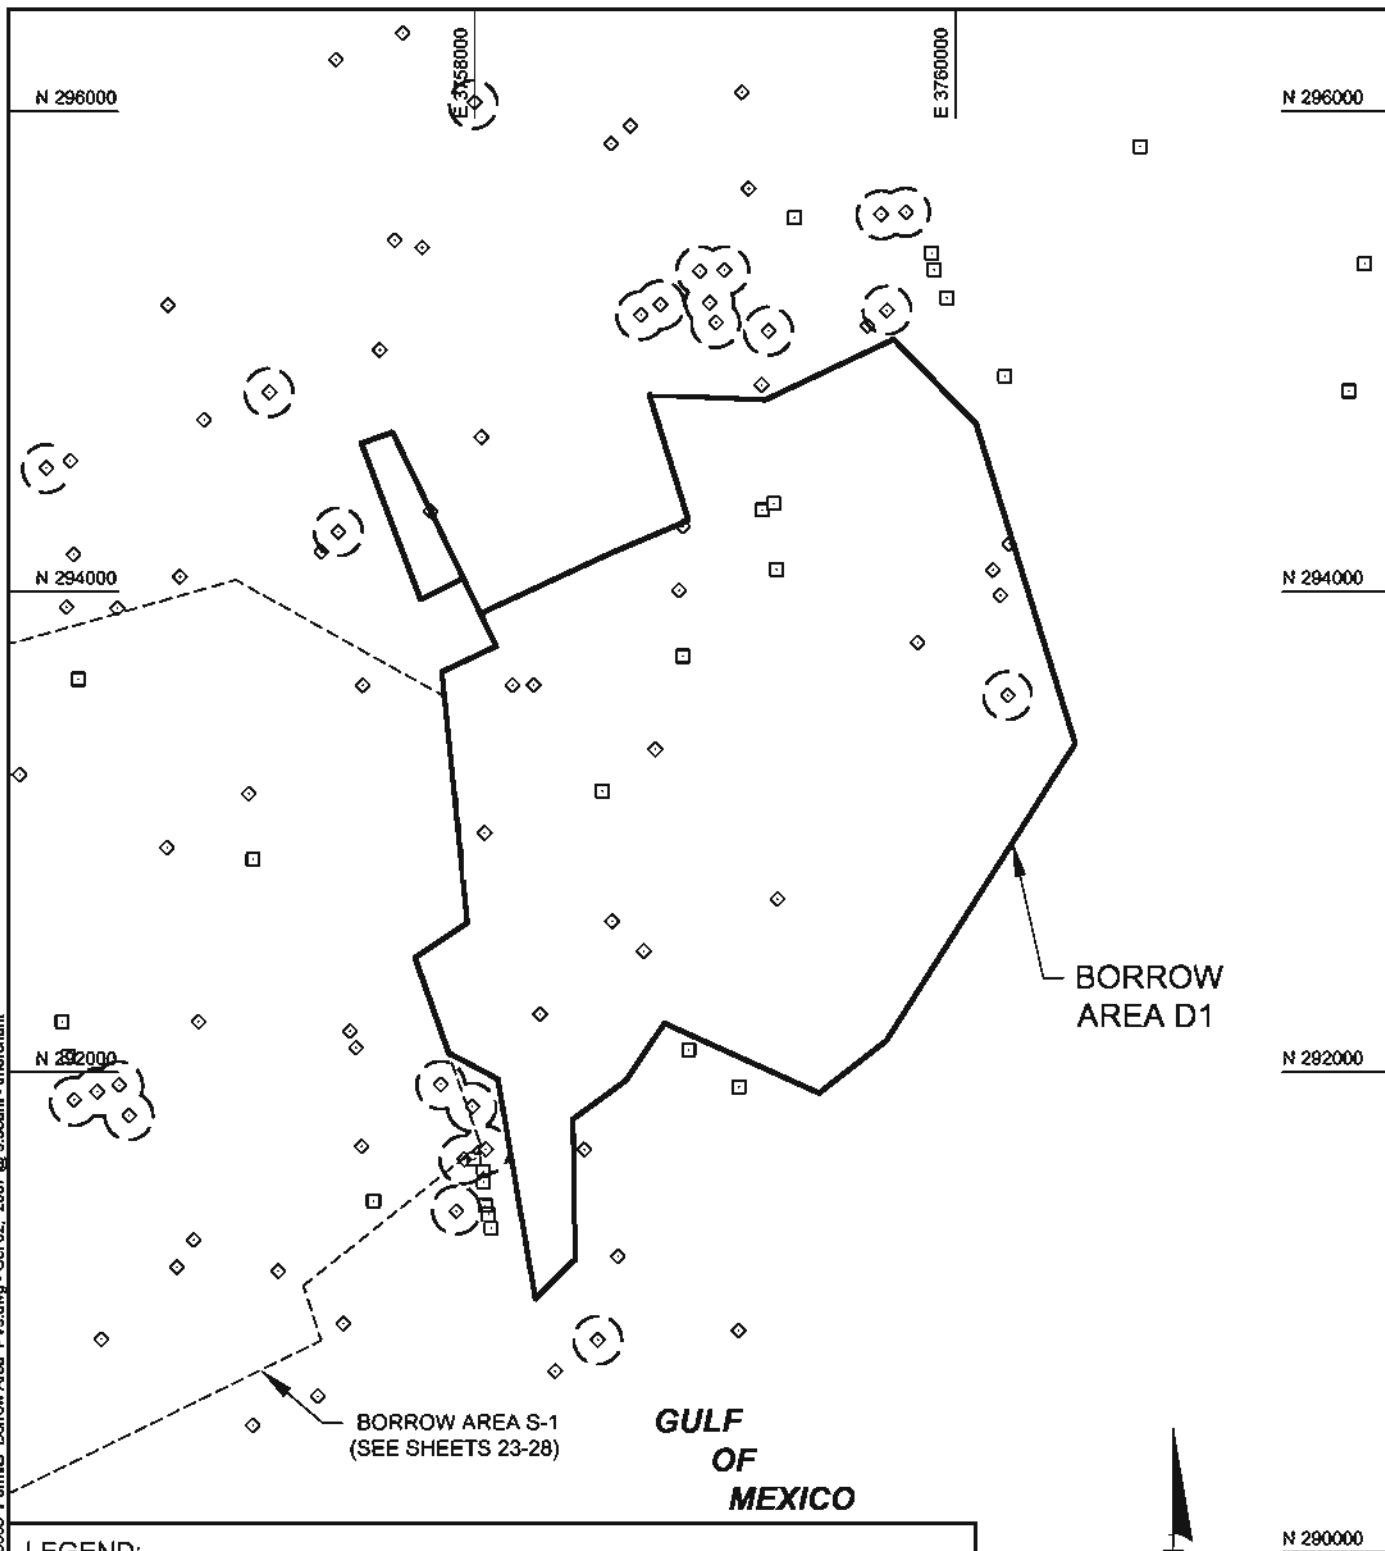 E 3758000
E 3760000
N 296000
N 296000
N 294000
N 294000
BORROW
AREA D1
N 292000
N 292000
BORROW AREA S-1
(SEE SHEETS 23-28)
GULF
OF
MEXICO
LEGEND:
N 290000